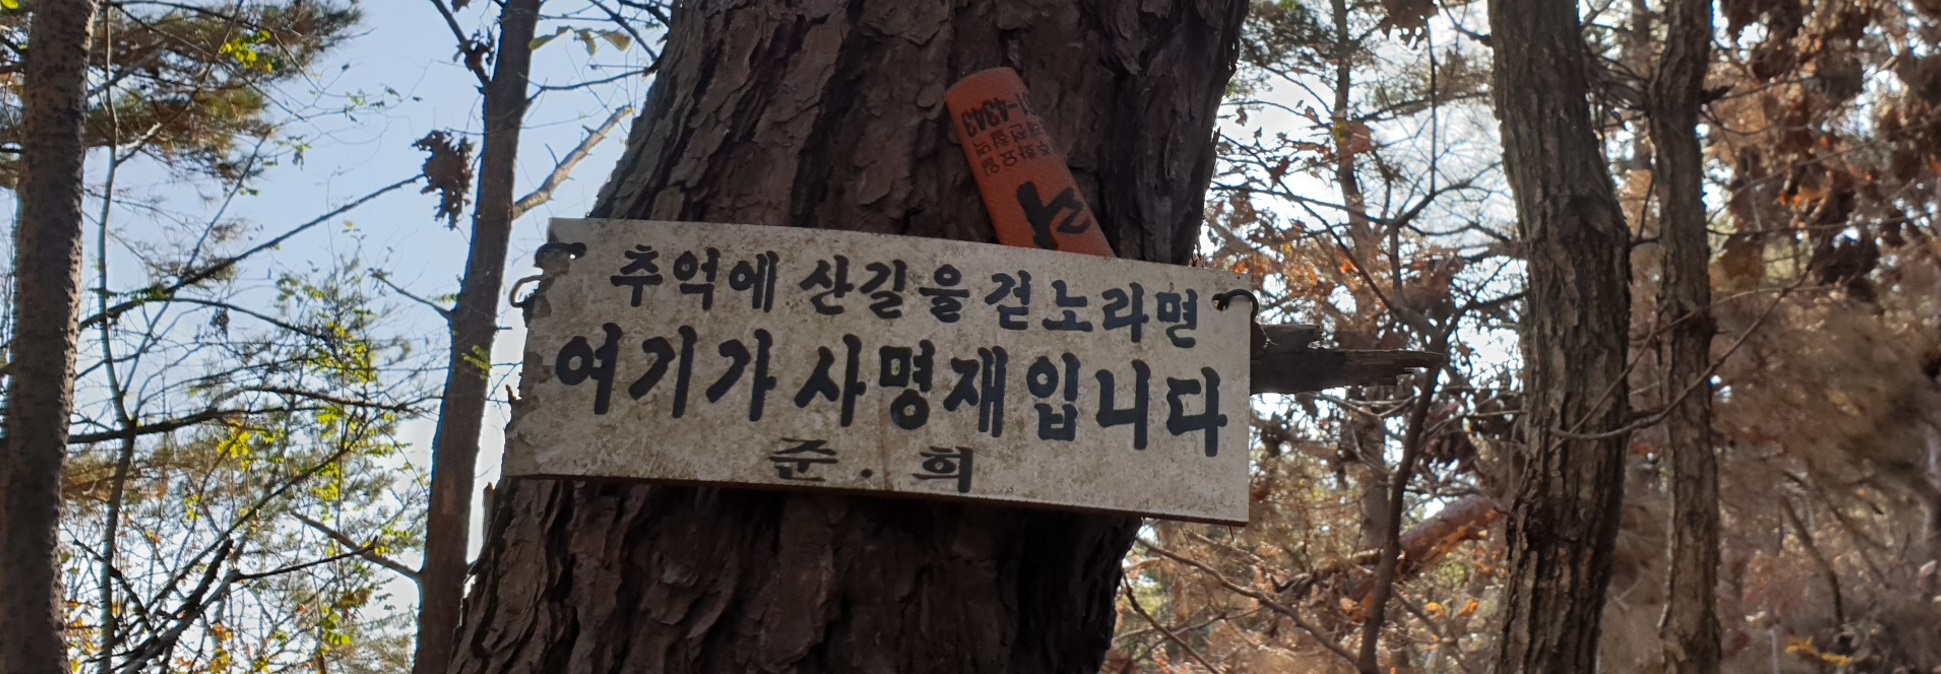 추억에 산길을 걷노라면
여기가 사명재입니다
준.희